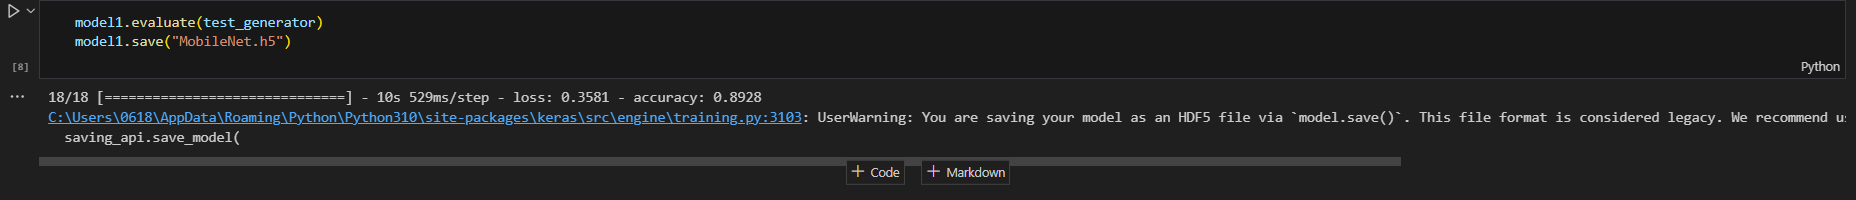 model1.evaluate(test_generator)
model1.save("MobileNet.h5")
[8]
Python
18/18 [==============================] - 10s 529ms/step - loss: 0.3581 - accuracy: 0.8928
C:\Users\0618\AppData\Roaming\Python\Python310\site-packages\keras\src\engine\training.py:3103: UserWarning: You are saving your model as an HDF5 file via `model.save()`. This file format is considered legacy. We recommend
saving_api.save_model(
+ Code + Markdown